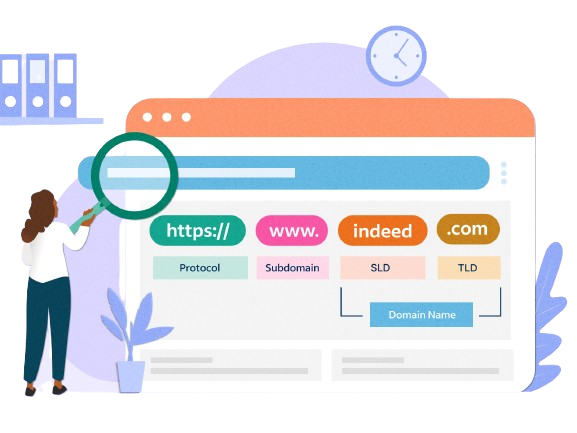 https:// www. indeed .com
Protocol Subdomain SLD TLD
Domain Name